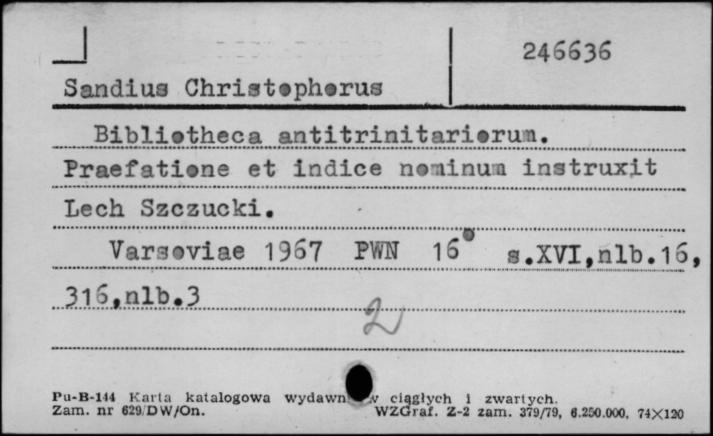 246636
Sandius Christophorus
Bibliotheca antitrinitariorum.
Praefatione et indice nominum instruxit
Lech Szczucki.
Varsoviae 1967 PWN 16° s.XVI,nlb.16,
316,nlb.3
2
Pu-B-144 Karta katalogowa ciągłych i zwartych.
Zam. nr 629/DW/On. WZGraf. Z-2 zam. 379/79, 6.250.000, 74×120